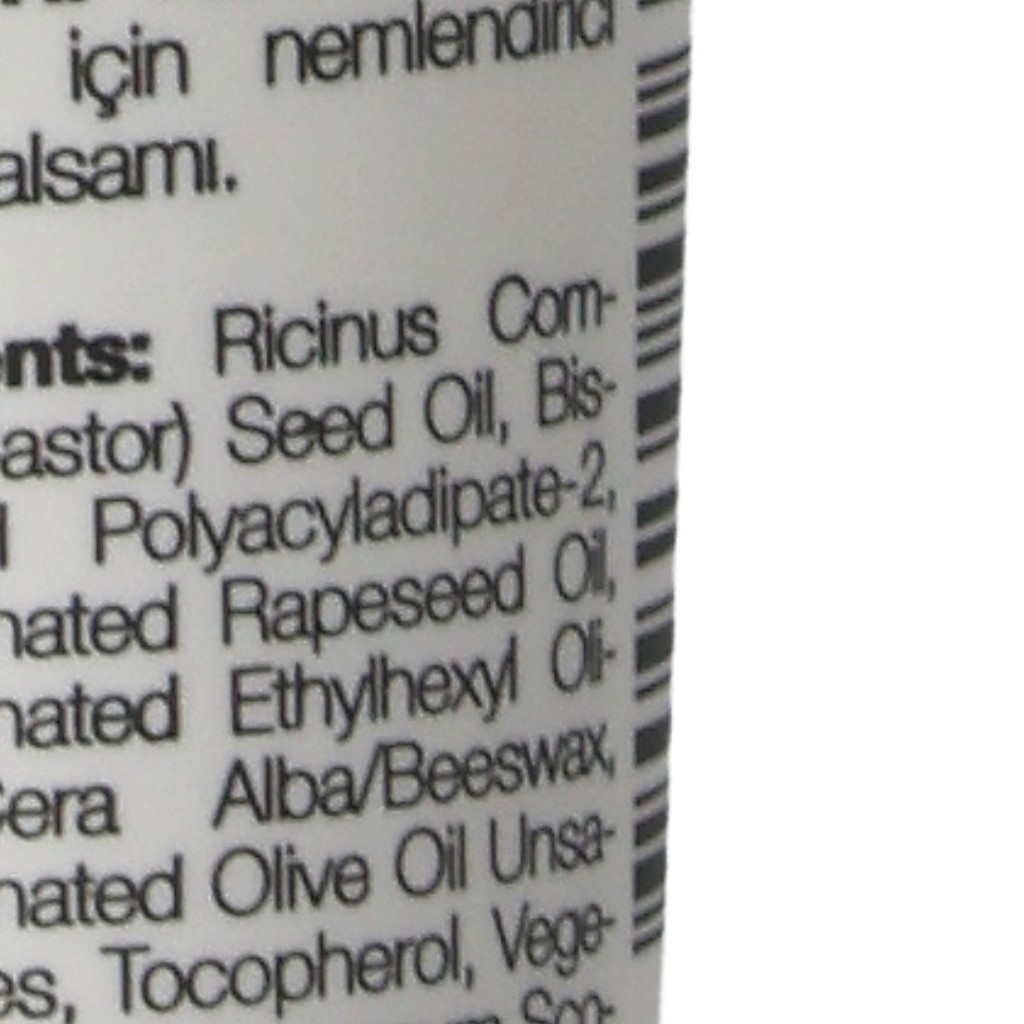 için nemlendirici
alsamı.
ents: Ricinus Com-
astor) Seed Oil, Bis-
Polyacyladipate-2,
nated Rapeseed Oil,
nated Ethylhexyl Oli-
Cera Alba/Beeswax,
nated Olive Oil Unsa-
es, Tocopherol, Vege-